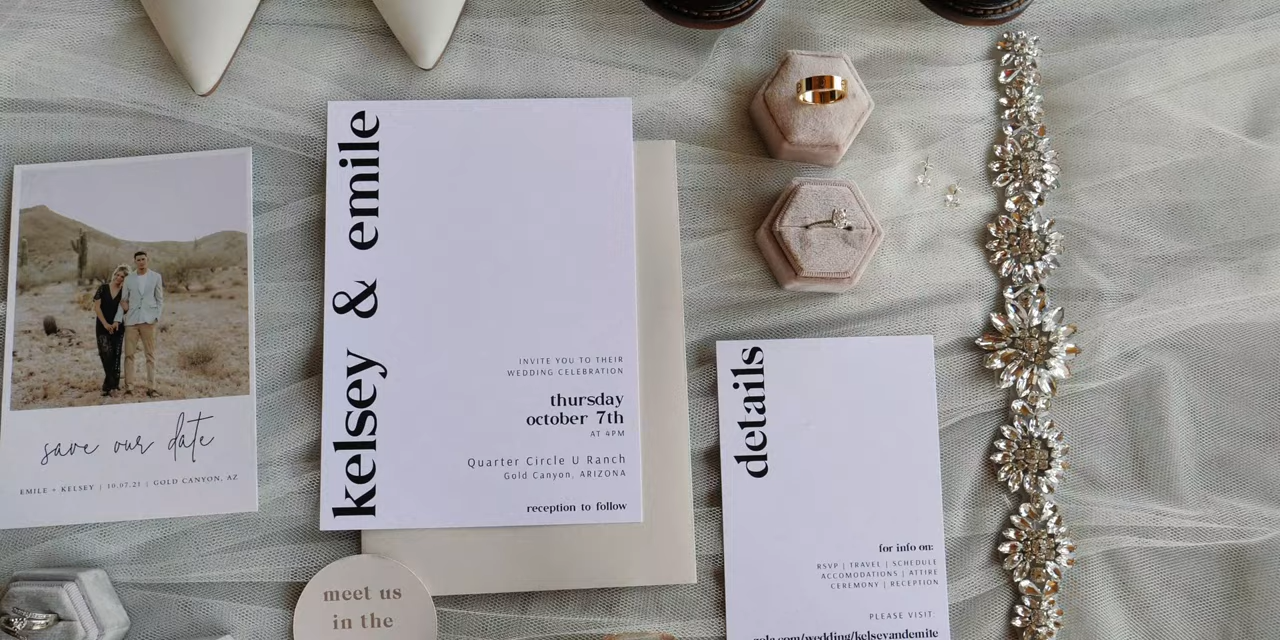 save our date
EMILE + KELSEY | 10.07.21 | GOLD CANYON, AZ
kelsey & emile
INVITE YOU TO THEIR
WEDDING CELEBRATION
thursday
october 7th
AT 4PM
Quarter Circle U Ranch
Gold Canyon, ARIZONA
reception to follow
meet us
in the
details
for info on:
RSVP | TRAVEL | SCHEDULE
ACCOMODATIONS | ATTIRE
CEREMONY | RECEPTION
PLEASE VISIT: